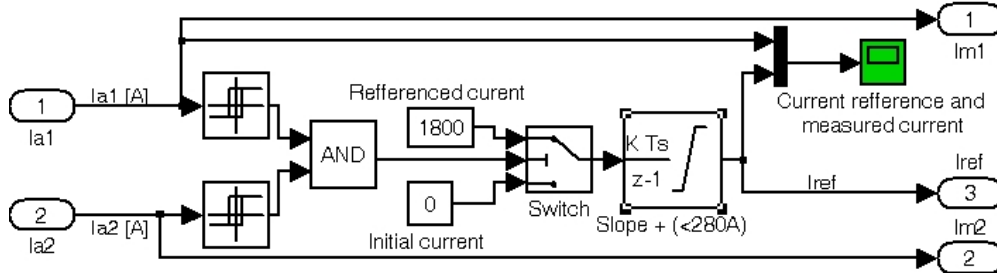 1
Im1
Ia1 [A]
1
Ia1
Refferenced curent
1800
AND
0
Initial current
Switch
K Ts
z-1
Slope + (<280A)
Current refference and
measured current
Iref
Iref
3
2
Ia2
Ia2 [A]
Im2
2